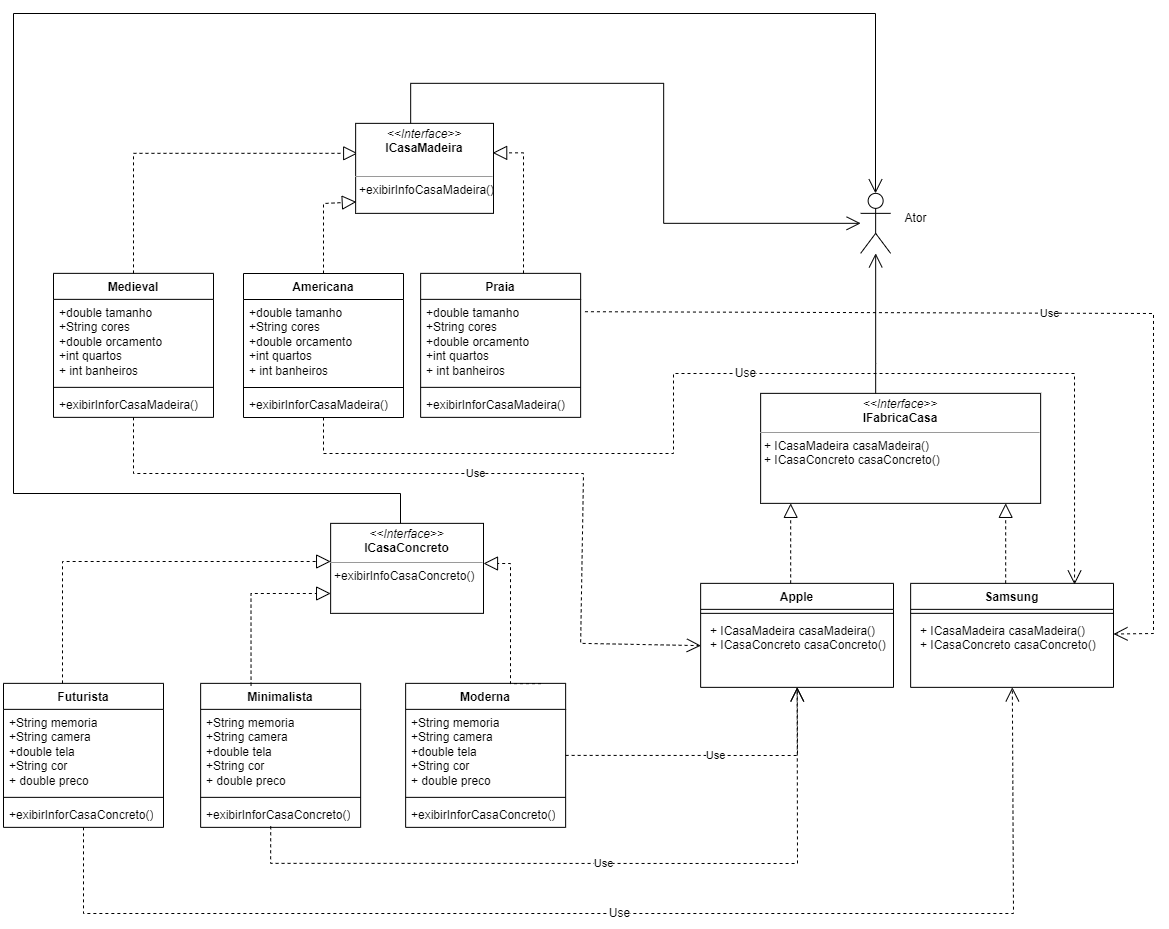 <<Interface>>
ICasaMadeira
+exibirInfoCasaMadeira()
Ator
Medieval
+double tamanho
+String cores
+double orcamento
+int quartos
+ int banheiros
+exibirInforCasaMadeira()
Americana
+double tamanho
+String cores
+double orcamento
+int quartos
+ int banheiros
+exibirInforCasaMadeira()
Praia
+double tamanho
+String cores
+double orcamento
+int quartos
+ int banheiros
+exibirInforCasaMadeira()
Use
Use
<<Interface>>
IFabricaCasa
+ ICasaMadeira casaMadeira()
+ ICasaConcreto casaConcreto()
Use
<<Interface>>
ICasaConcreto
+exibirInfoCasaConcreto()
Apple
+ ICasaMadeira casaMadeira()
+ ICasaConcreto casaConcreto()
Samsung
+ ICasaMadeira casaMadeira()
+ ICasaConcreto casaConcreto()
Futurista
+String memoria
+String camera
+double tela
+String cor
+ double preco
+exibirInforCasaConcreto()
Minimalista
+String memoria
+String camera
+double tela
+String cor
+ double preco
+exibirInforCasaConcreto()
Moderna
+String memoria
+String camera
+double tela
+String cor
+ double preco
+exibirInforCasaConcreto()
Use
Use
Use